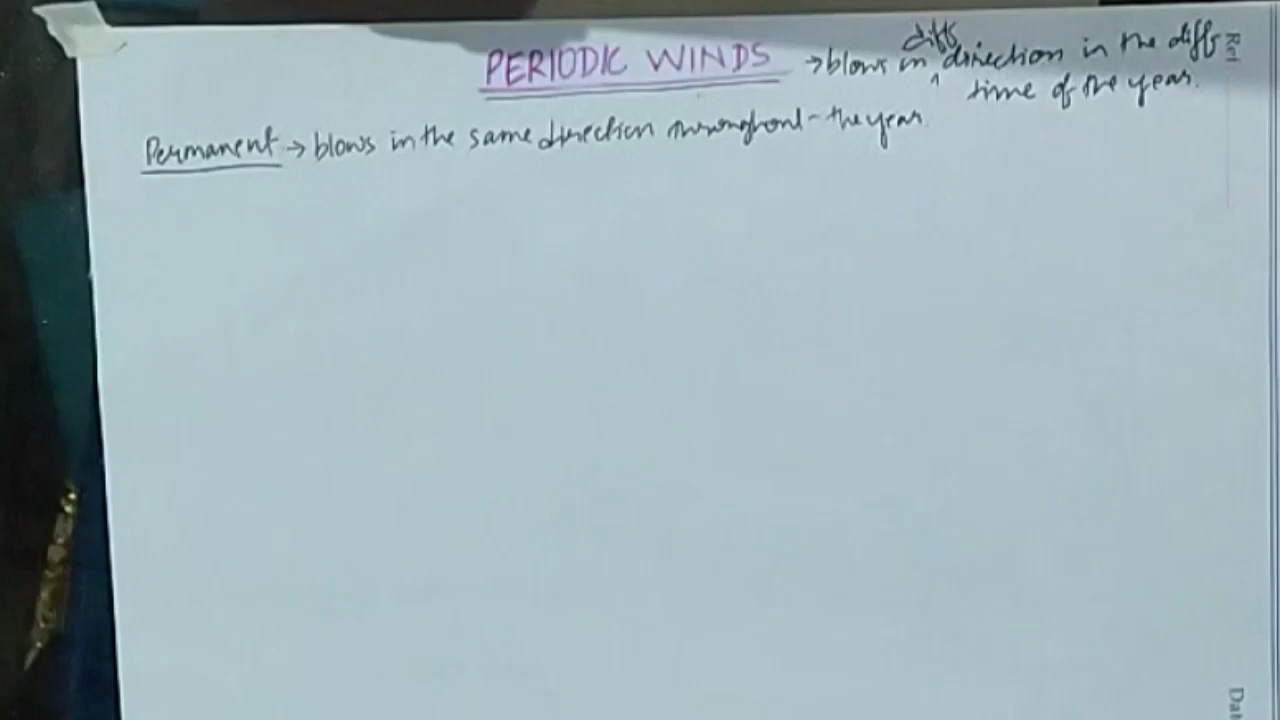 PERIODIC WINDS → blows in diff direction in the diff
time of the year.
Permanent → blows in the same direction throughout the year.
Dat